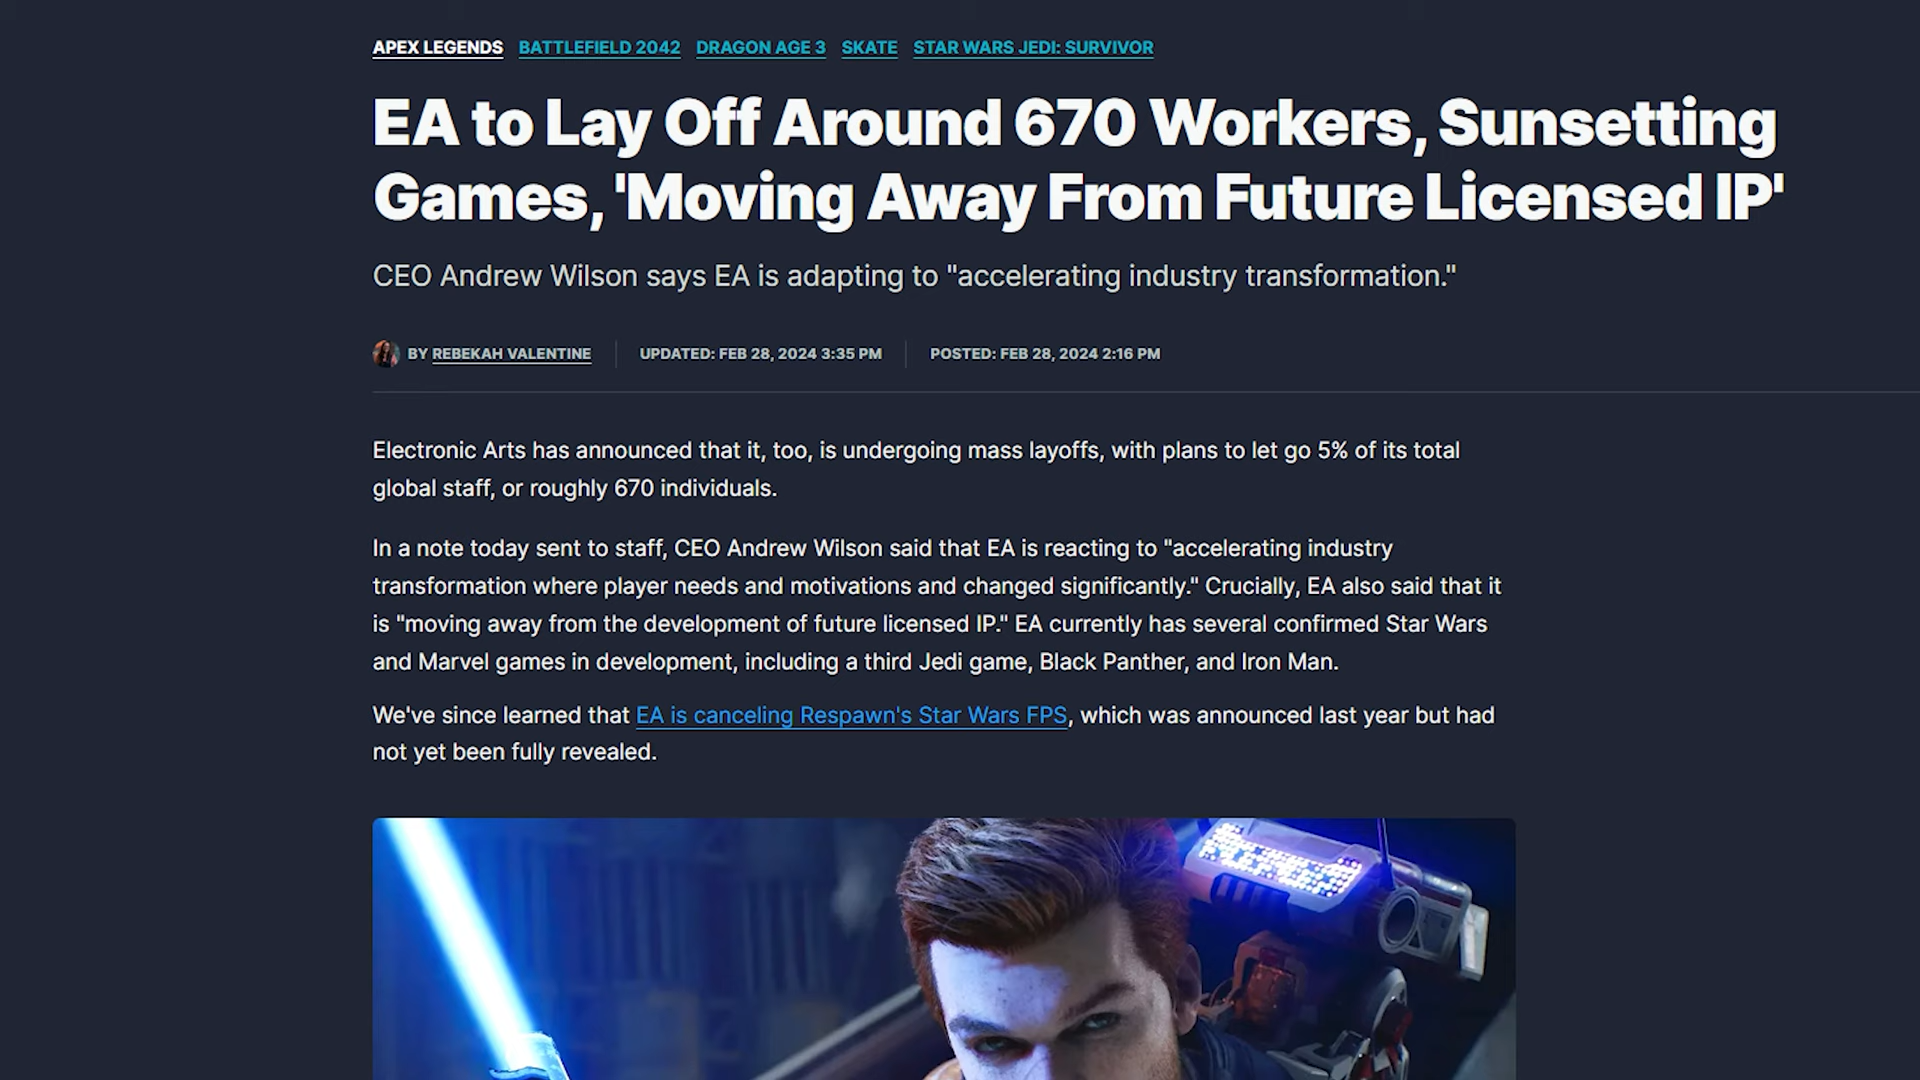 APEX LEGENDS BATTLEFIELD 2042 DRAGON AGE 3 SKATE STAR WARS JEDI: SURVIVOR
EA to Lay Off Around 670 Workers, Sunsetting
Games, 'Moving Away From Future Licensed IP'
CEO Andrew Wilson says EA is adapting to "accelerating industry transformation."
BY REBEKAH VALENTINE UPDATED: FEB 28, 2024 3:35 PM POSTED: FEB 28, 2024 2:16 PM
Electronic Arts has announced that it, too, is undergoing mass layoffs, with plans to let go 5% of its total
global staff, or roughly 670 individuals.
In a note today sent to staff, CEO Andrew Wilson said that EA is reacting to "accelerating industry
transformation where player needs and motivations and changed significantly." Crucially, EA also said that it
is "moving away from the development of future licensed IP." EA currently has several confirmed Star Wars
and Marvel games in development, including a third Jedi game, Black Panther, and Iron Man.
We've since learned that EA is canceling Respawn's Star Wars FPS, which was announced last year but had
not yet been fully revealed.